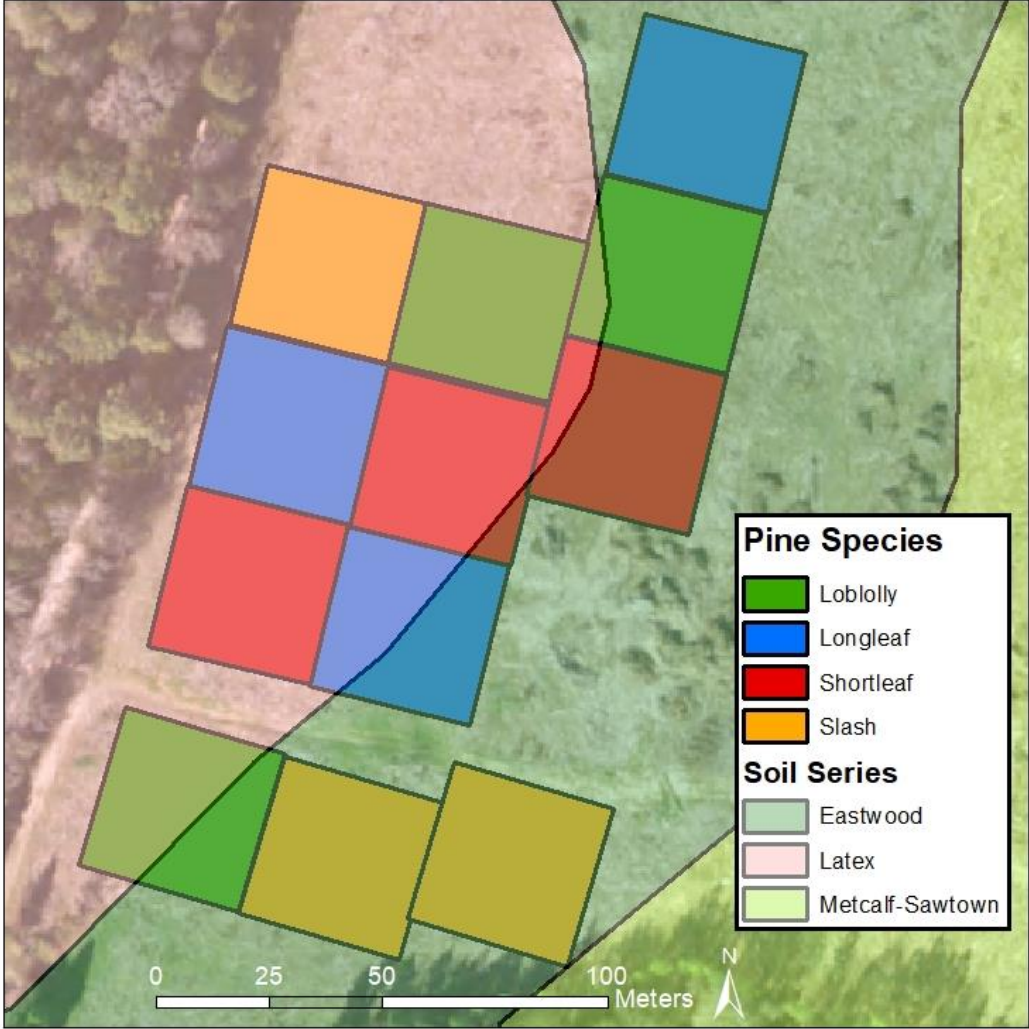 Pine Species
Loblolly
Longleaf
Shortleaf
Slash
Soil Series
Eastwood
Latex
Metcalf-Sawtown
N
0 25 50 100
Meters